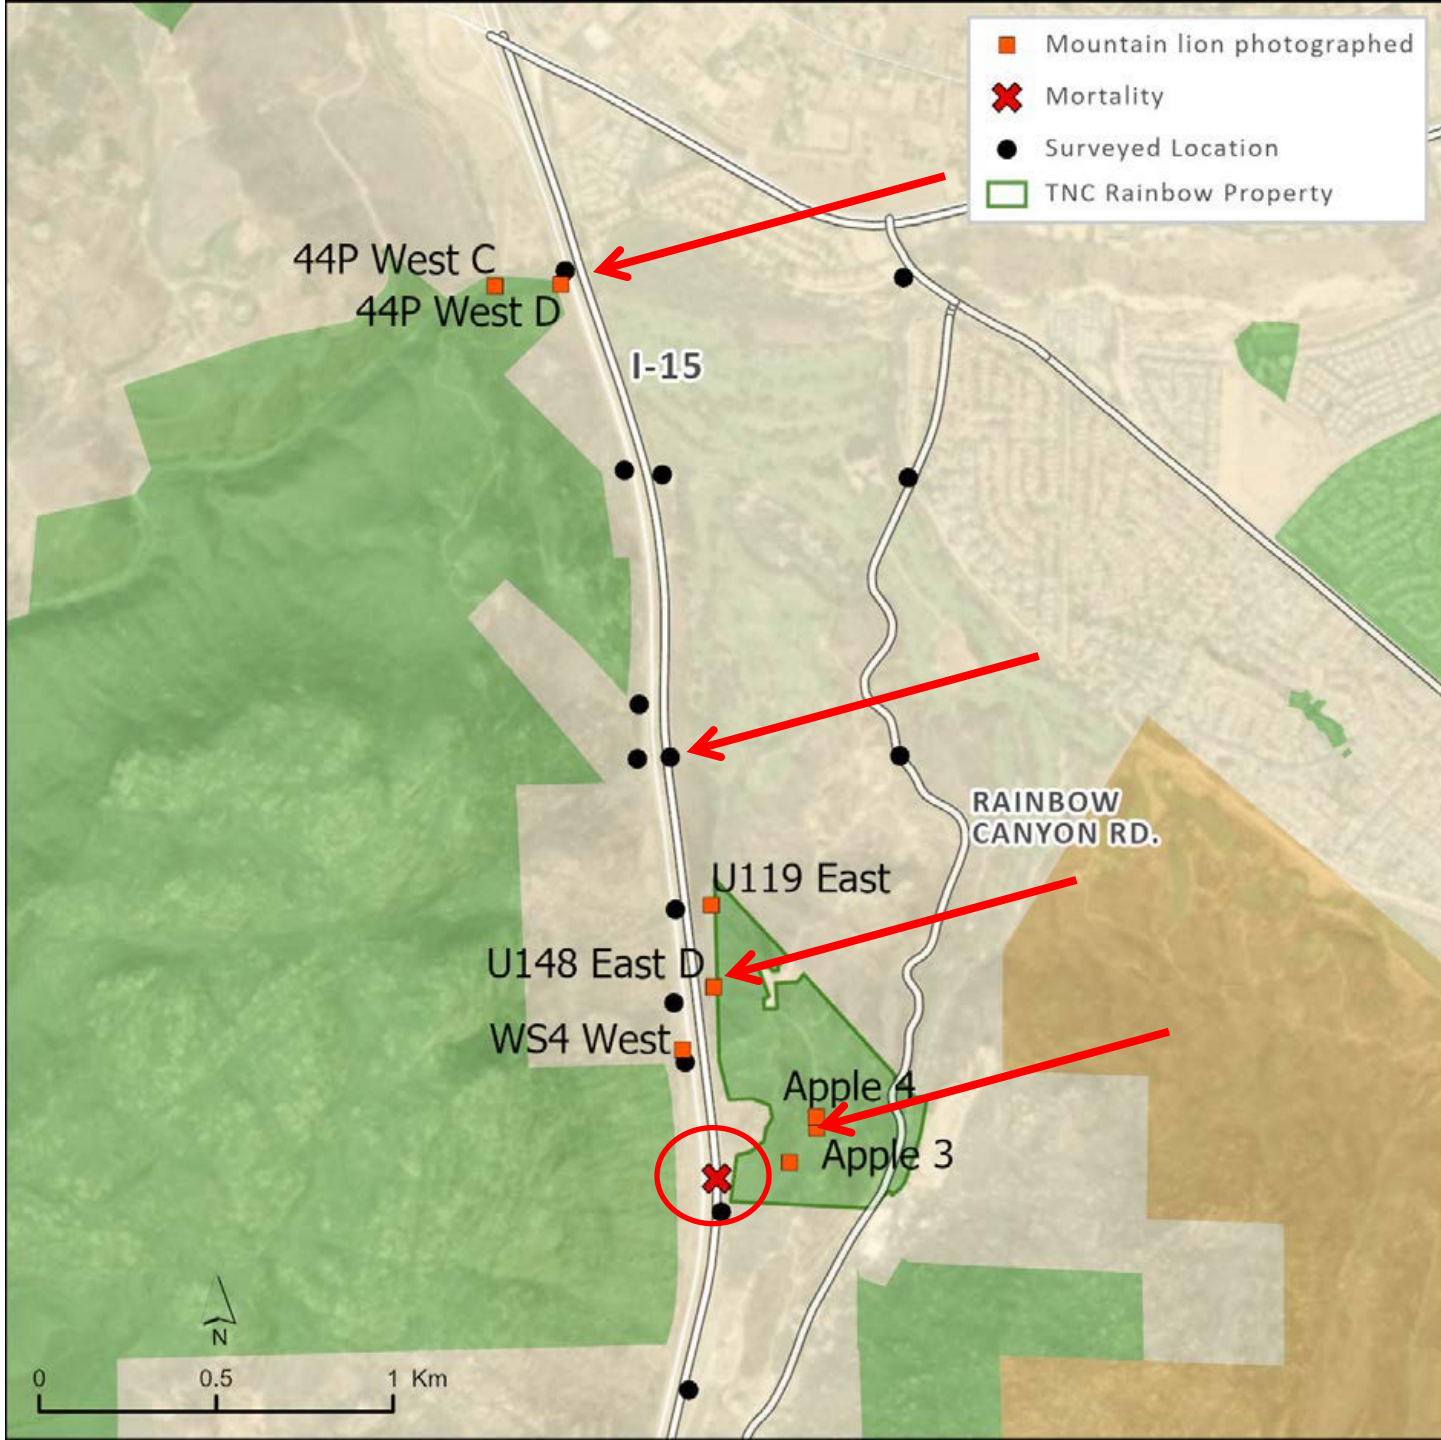 Mountain lion photographed
Mortality
Surveyed Location
TNC Rainbow Property
44P West C
44P West D
I-15
RAINBOW
CANYON RD.
U119 East
U148 East D
WS4 West
Apple 4
Apple 3
N
0 0.5 1 Km